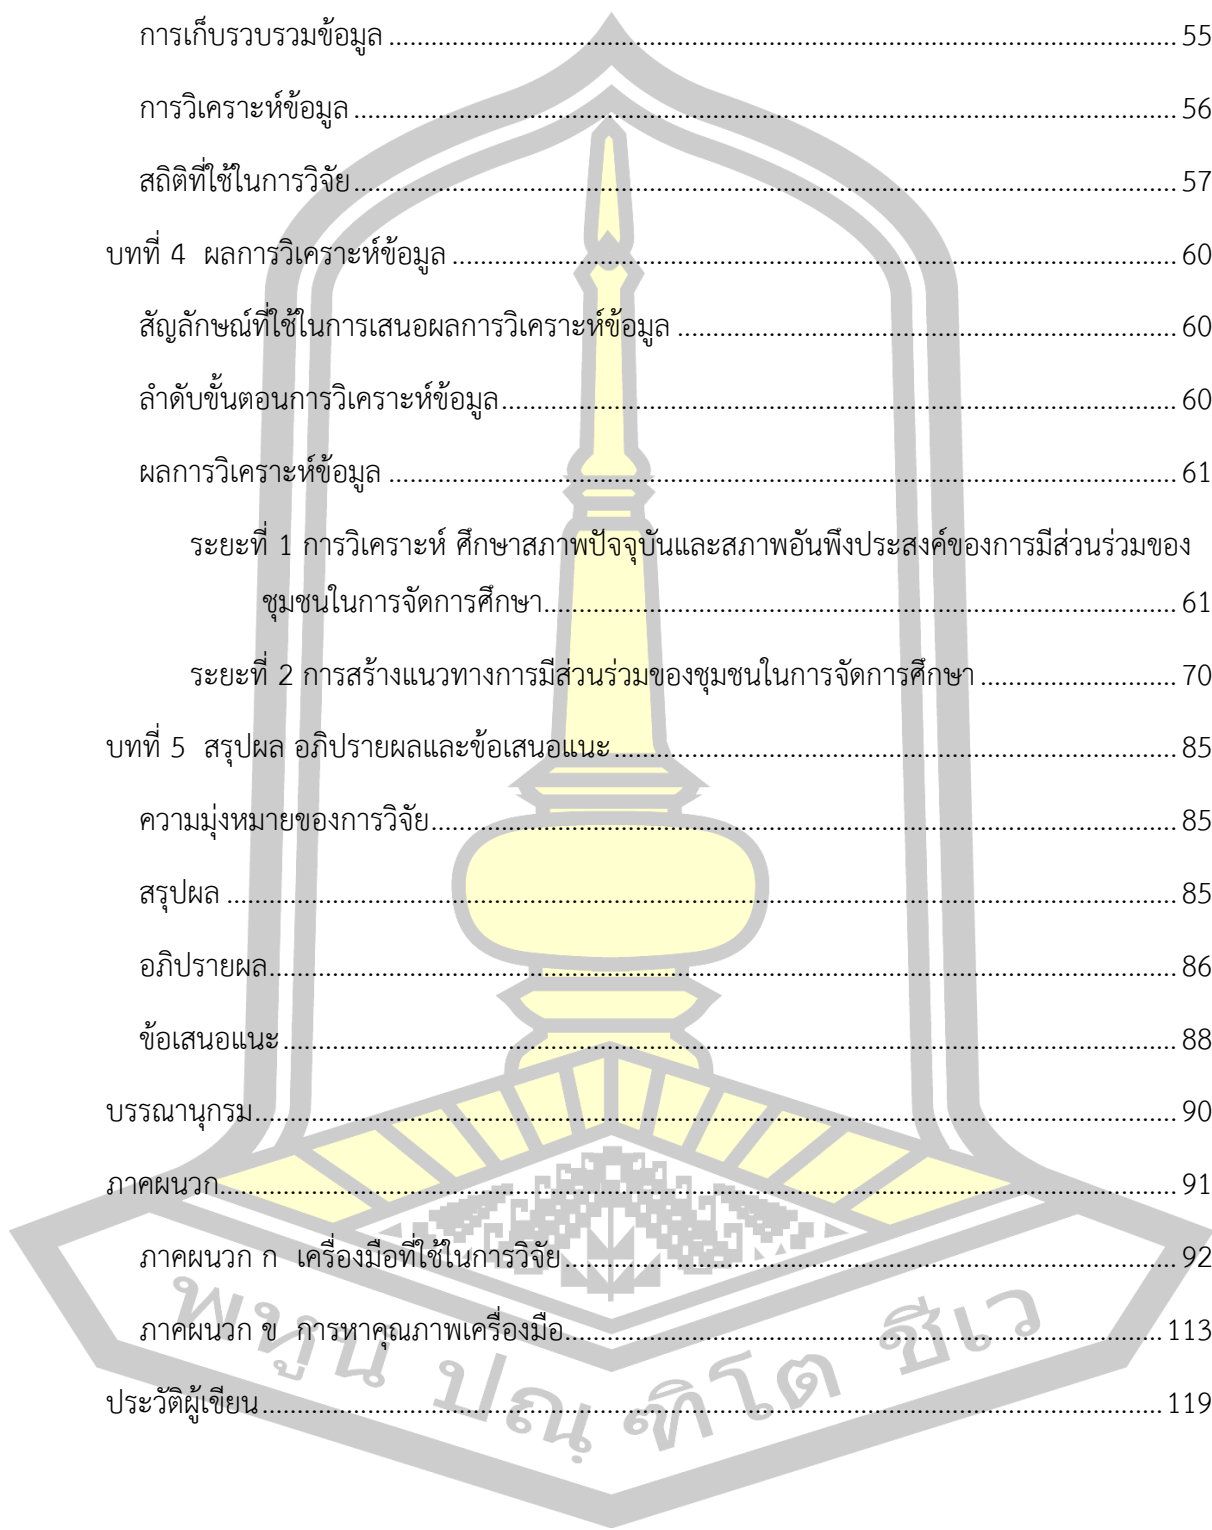 การเก็บรวบรวมข้อมูล ........ 55
การวิเคราะห์ข้อมูล ........ 56
สถิติที่ใช้ในการวิจัย ........ 57
บทที่ 4 ผลการวิเคราะห์ข้อมูล ........ 60
สัญลักษณ์ที่ใช้ในการเสนอผลการวิเคราะห์ข้อมูล ........ 60
ลำดับขั้นตอนการวิเคราะห์ข้อมูล ........ 60
ผลการวิเคราะห์ข้อมูล ........ 61
ระยะที่ 1 การวิเคราะห์ ศึกษาสภาพปัจจุบันและสภาพอันพึงประสงค์ของการมีส่วนร่วมของ
ชุมชนในการจัดการศึกษา ........ 61
ระยะที่ 2 การสร้างแนวทางการมีส่วนร่วมของชุมชนในการจัดการศึกษา ........ 70
บทที่ 5 สรุปผล อภิปรายผลและข้อเสนอแนะ ........ 85
ความมุ่งหมายของการวิจัย ........ 85
สรุปผล ........ 85
อภิปรายผล ........ 86
ข้อเสนอแนะ ........ 88
บรรณานุกรม ........ 90
ภาคผนวก ........ 91
ภาคผนวก ก เครื่องมือที่ใช้ในการวิจัย ........ 92
ภาคผนวก ข การหาคุณภาพเครื่องมือ ........ 113
ประวัติผู้เขียน ........ 119
พหูน ปณฺ ฑิโต ชีเว